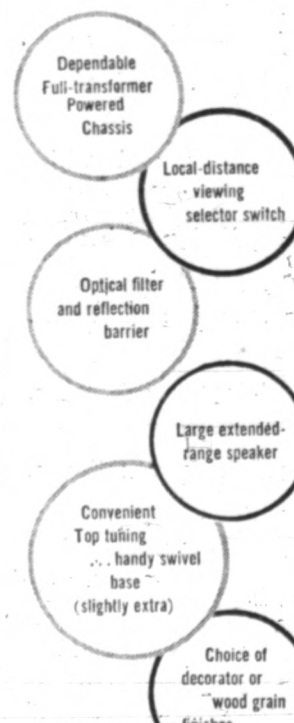 Dependable
Full-transformer
Powered
Chassis
Local-distance
viewing
selector switch
Optical filter
and reflection
barrier
Large extended-
range speaker
Convenient
Top tuning
... handy swivel
base
(slightly extra)
Choice of
decorator or
wood grain
finishes